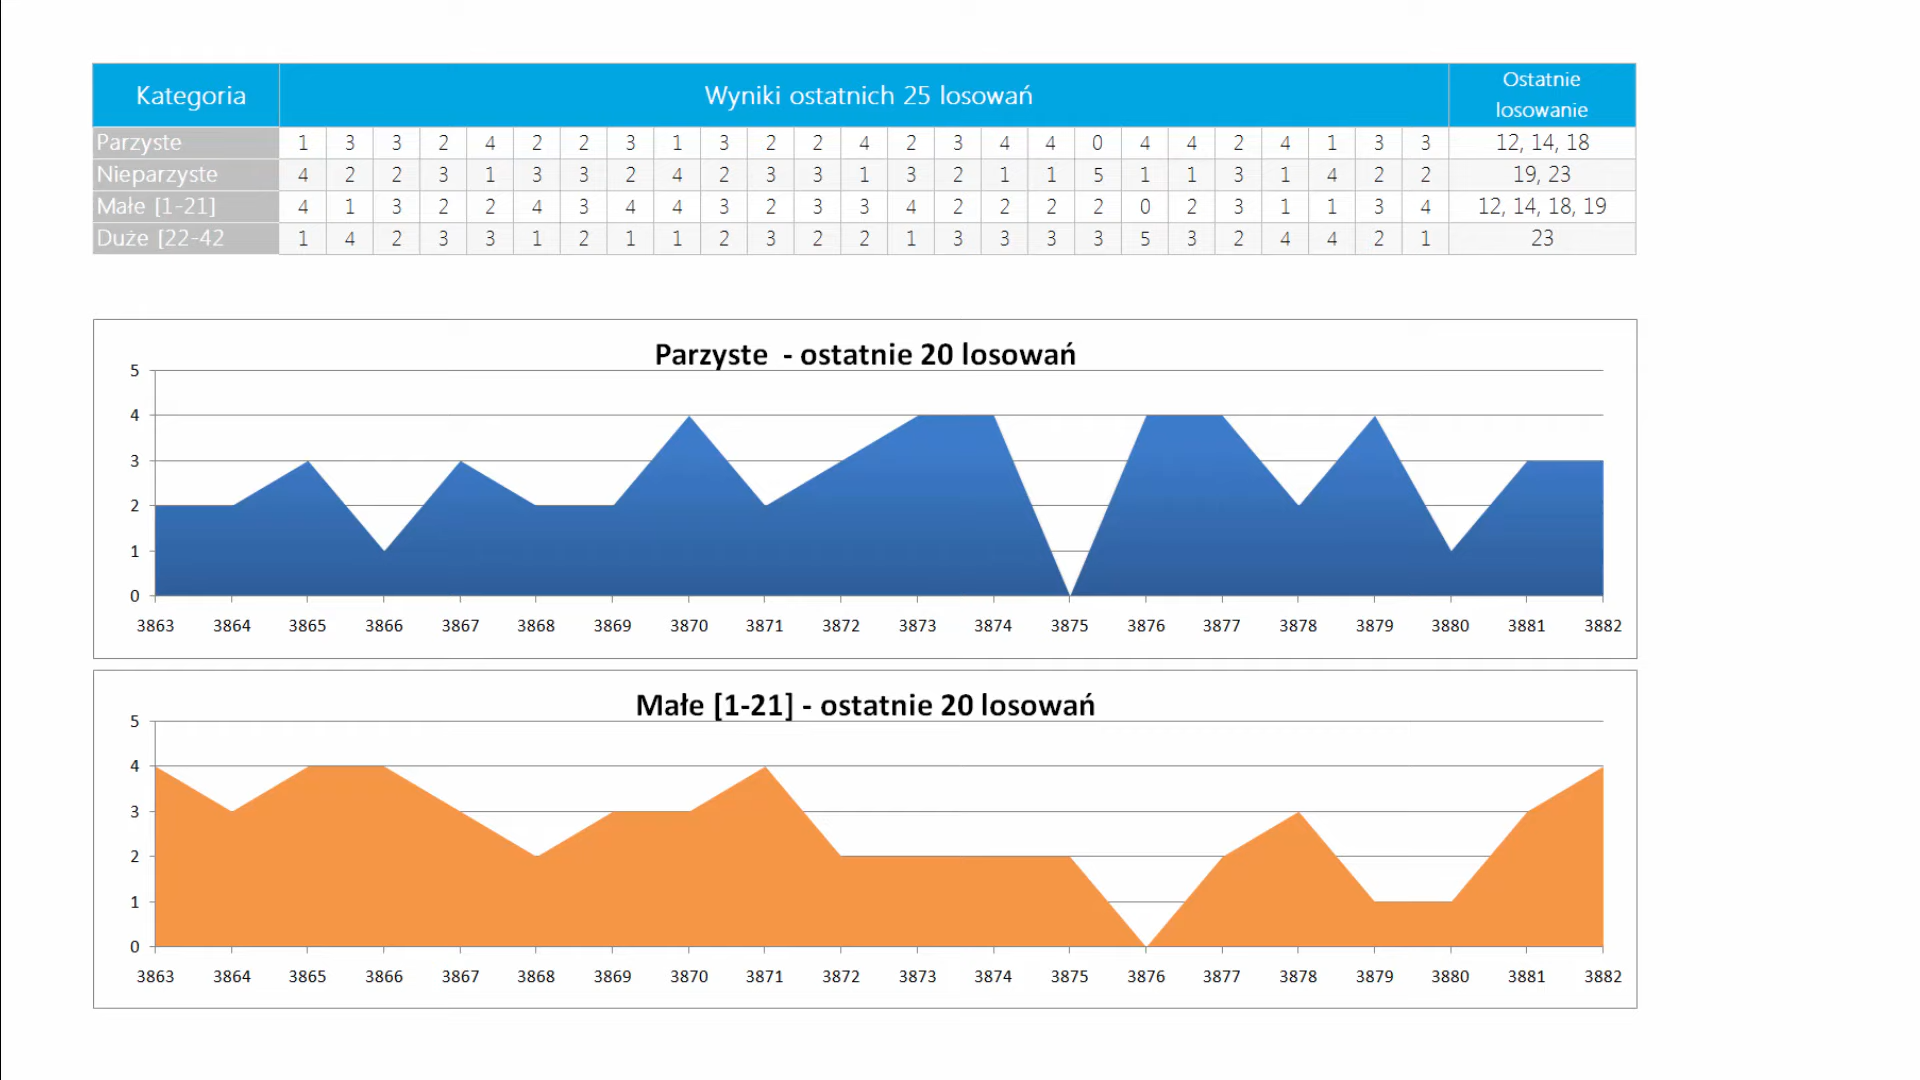 Kategoria Wyniki ostatnich 25 losowań Ostatnie losowanie
Parzyste 1 3 3 2 4 2 2 3 1 3 2 2 4 2 3 4 4 0 4 4 2 4 1 3 3 12, 14, 18
Nieparzyste 4 2 2 3 1 3 3 2 4 2 3 3 1 3 2 1 1 5 1 1 3 1 4 2 2 19, 23
Małe [1-21] 4 1 3 2 2 4 3 4 4 3 2 3 3 4 2 2 2 2 0 2 3 1 1 3 4 12, 14, 18, 19
Duże [22-42 1 4 2 3 3 1 2 1 1 2 3 2 2 1 3 3 3 3 5 3 2 4 4 2 1 23
Parzyste - ostatnie 20 losowań
5
4
3
2
1
0
3863 3864 3865 3866 3867 3868 3869 3870 3871 3872 3873 3874 3875 3876 3877 3878 3879 3880 3881 3882
Małe [1-21] - ostatnie 20 losowań
5
4
3
2
1
0
3863 3864 3865 3866 3867 3868 3869 3870 3871 3872 3873 3874 3875 3876 3877 3878 3879 3880 3881 3882